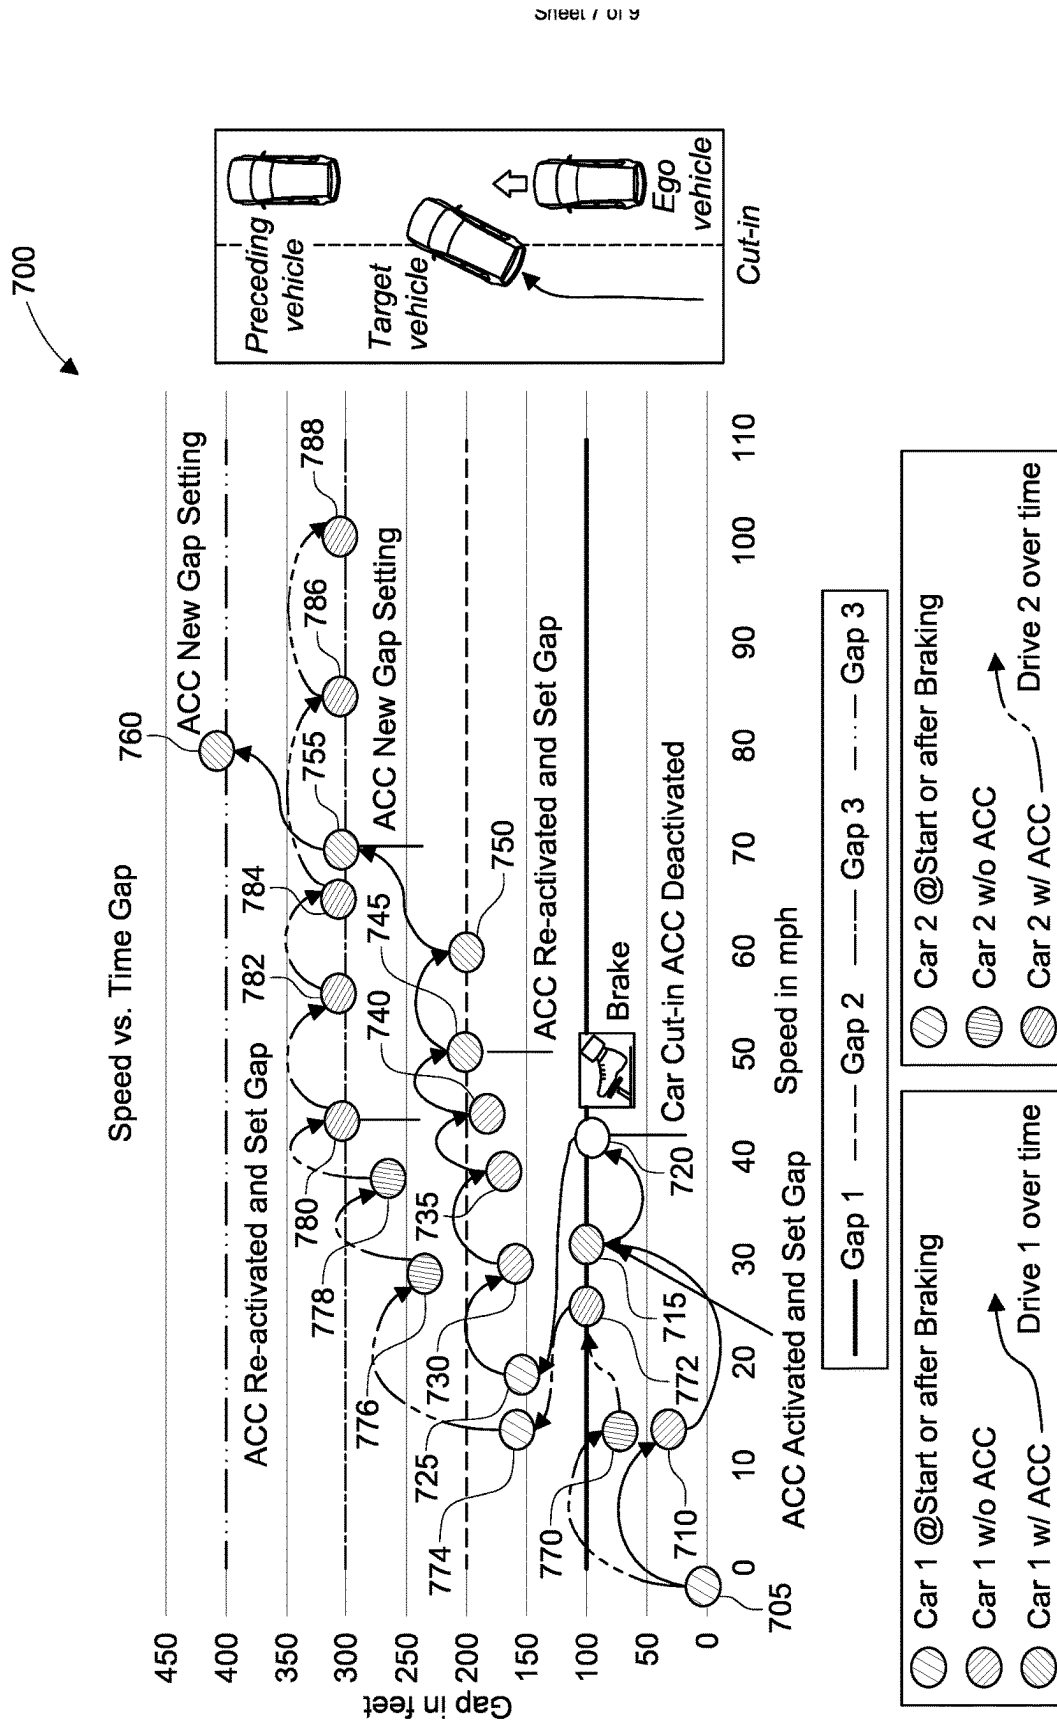 Sheet 7 of 9
700
Speed vs. Time Gap
Gap in feet
450
400
350
300
250
200
150
100
50
0
0
10
20
30
40
50
60
70
80
90
100
110
Speed in mph
760
ACC New Gap Setting
788
786
755
784
782
ACC New Gap Setting
ACC Re-activated and Set Gap
780
778
776
745
740
750
ACC Re-activated and Set Gap
735
730
725
774
Brake
720
Car Cut-in ACC Deactivated
715
772
770
710
705
ACC Activated and Set Gap
Preceding
vehicle
Target
vehicle
Ego
vehicle
Cut-in
Gap 1
Gap 2
Gap 3
Gap 3
Car 1 @Start or after Braking
Car 1 w/o ACC
Car 1 w/ ACC
Drive 1 over time
Car 2 @Start or after Braking
Car 2 w/o ACC
Car 2 w/ ACC
Drive 2 over time